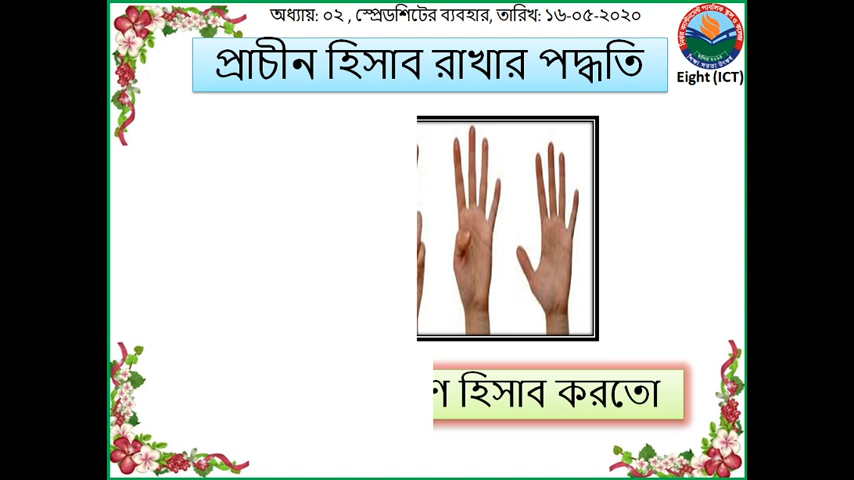 অধ্যায়: ০২ , স্প্রেডশিটের ব্যবহার, তারিখ: ১৬-০৫-২০২০
প্রাচীন হিসাব রাখার পদ্ধতি
Eight (ICT)
হিসাব করতো